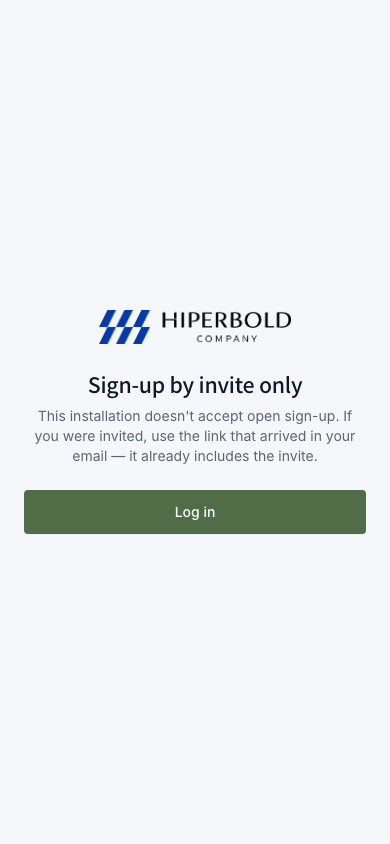 HIPERBOLD
COMPANY
Sign-up by invite only
This installation doesn't accept open sign-up. If
you were invited, use the link that arrived in your
email — it already includes the invite.
Log in